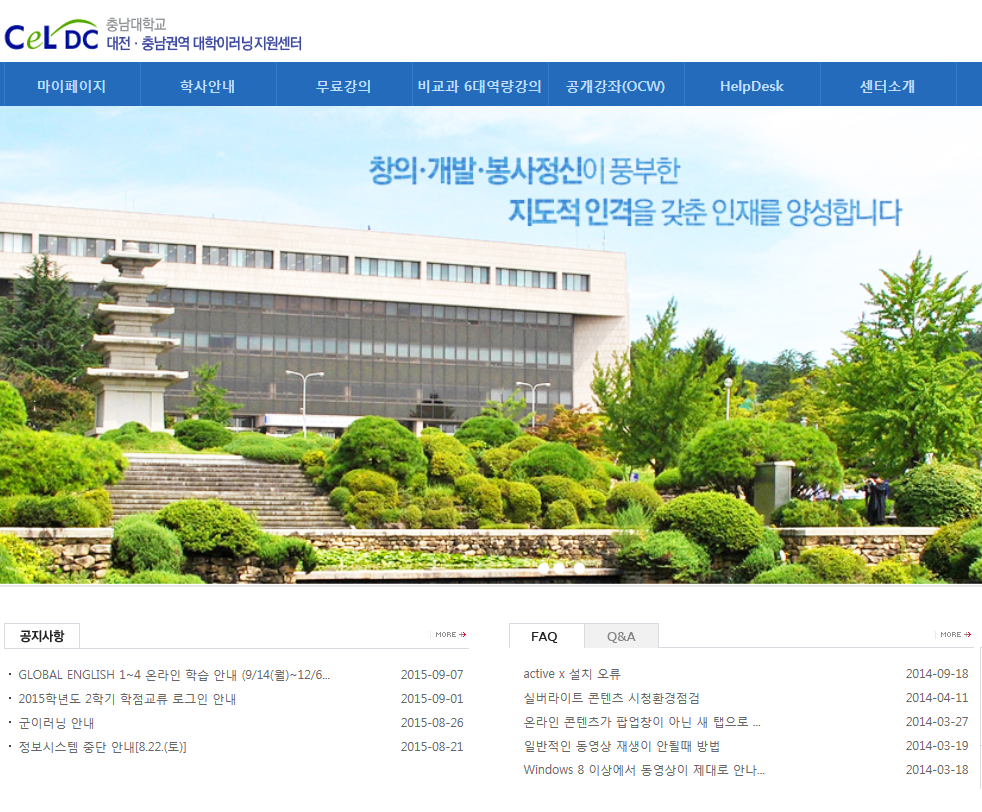 CeLDC 충남대학교
대전 · 충남권역 대학이러닝지원센터
마이페이지 학사안내 무료강의 비교과 6대역량강의 공개강좌(OCW) HelpDesk 센터소개
창의·개발·봉사정신이 풍부한
지도적 인격을 갖춘 인재를 양성합니다
공지사항 MORE
GLOBAL ENGLISH 1~4 온라인 학습 안내 (9/14(월)~12/6... 2015-09-07
2015학년도 2학기 학점교류 로그인 안내 2015-09-01
군이러닝 안내 2015-08-26
정보시스템 중단 안내[8.22.(토)] 2015-08-21
FAQ Q&A MORE
active x 설치 오류 2014-09-18
실버라이트 콘텐츠 시청환경점검 2014-04-11
온라인 콘텐츠가 팝업창이 아닌 새 탭으로 ... 2014-03-27
일반적인 동영상 재생이 안될때 방법 2014-03-19
Windows 8 이상에서 동영상이 제대로 안나... 2014-03-18